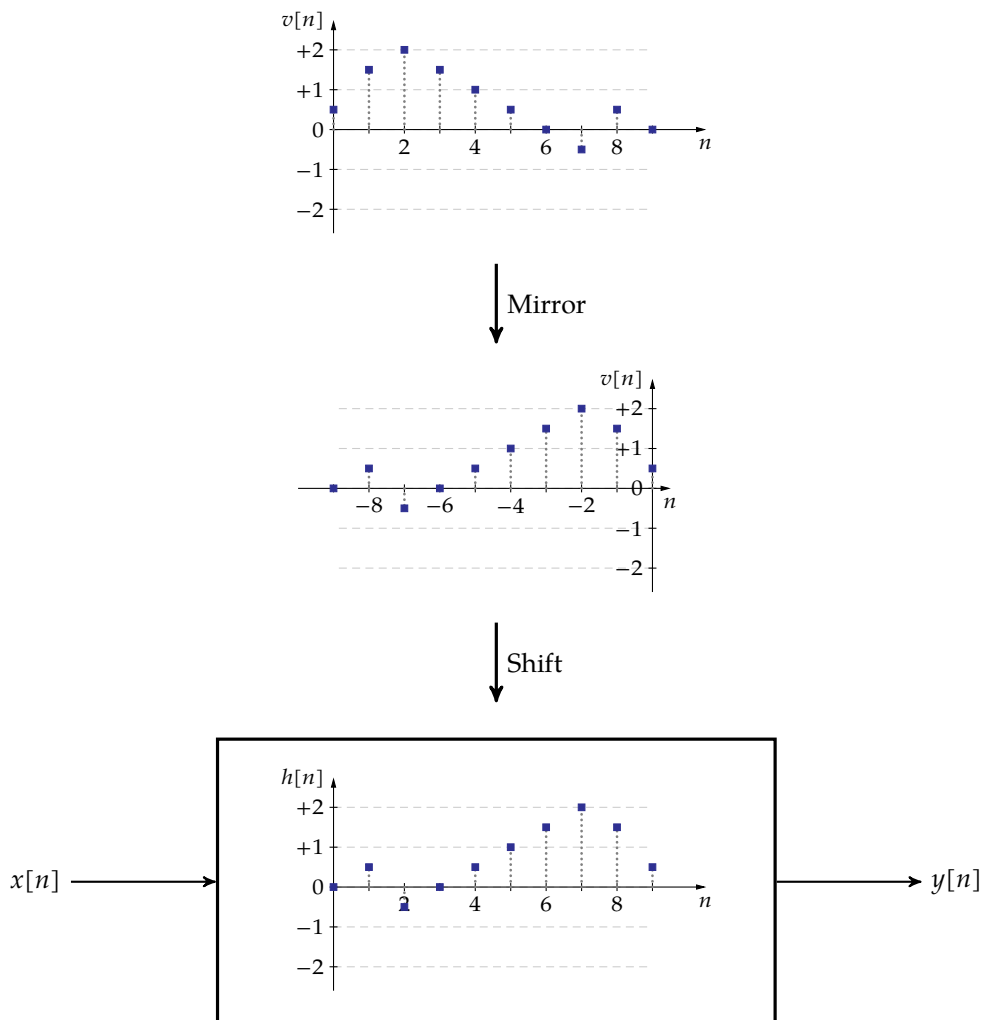 v[n]
+2
+1
0
−1
−2
2 4 6 8
n
Mirror
v[n]
+2
+1
0
−1
−2
−8 −6 −4 −2
n
Shift
h[n]
+2
+1
0
−1
−2
2 4 6 8
n
x[n]
y[n]